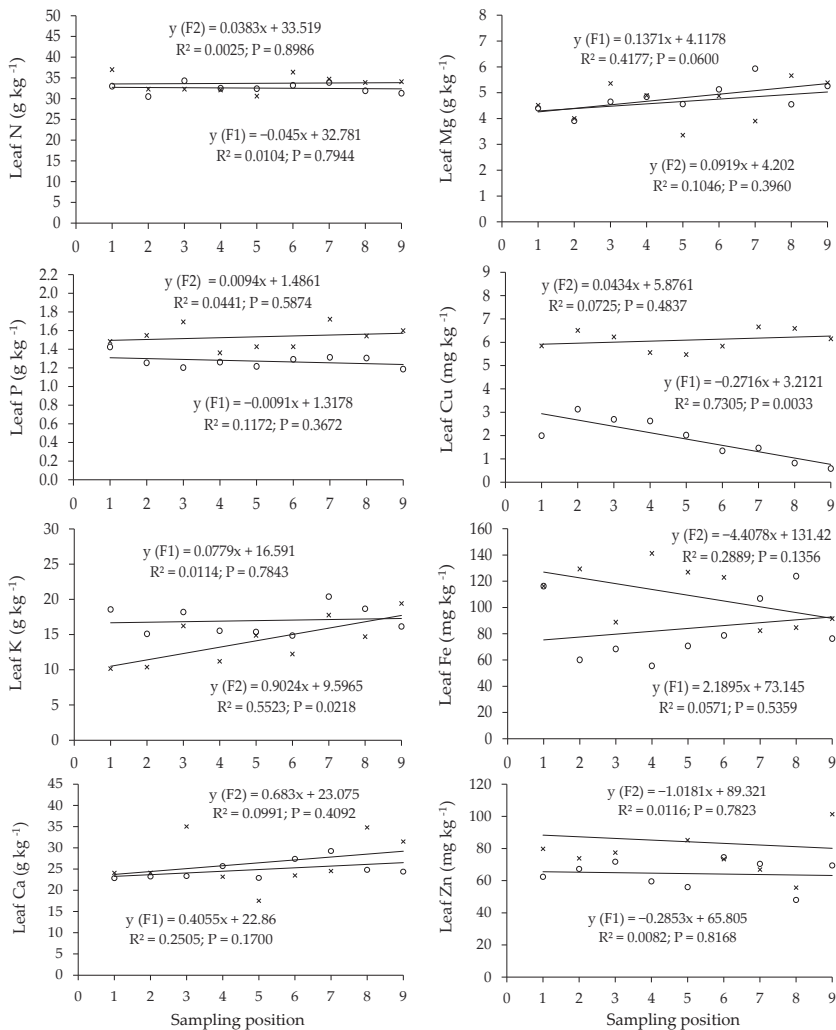 Leaf N (g kg ⁻¹)
50
45
40
35
30
25
20
15
10
5
0
y (F2) = 0.0383x + 33.519
R² = 0.0025; P = 0.8986
y (F1) = −0.045x + 32.781
R² = 0.0104; P = 0.7944
0 1 2 3 4 5 6 7 8 9
Leaf Mg (g kg ⁻¹)
8
7
6
5
4
3
2
1
0
y (F1) = 0.1371x + 4.1178
R² = 0.4177; P = 0.0600
y (F2) = 0.0919x + 4.202
R² = 0.1046; P = 0.3960
0 1 2 3 4 5 6 7 8 9
Leaf P (g kg ⁻¹)
2.2
2.0
1.8
1.6
1.4
1.2
1.0
0.8
0.6
0.4
0.2
0.0
y (F2) = 0.0094x + 1.4861
R² = 0.0441; P = 0.5874
y (F1) = −0.0091x + 1.3178
R² = 0.1172; P = 0.3672
0 1 2 3 4 5 6 7 8 9
Leaf Cu (mg kg ⁻¹)
9
8
7
6
5
4
3
2
1
0
y (F2) = 0.0434x + 5.8761
R² = 0.0725; P = 0.4837
y (F1) = −0.2716x + 3.2121
R² = 0.7305; P = 0.0033
0 1 2 3 4 5 6 7 8 9
Leaf K (g kg ⁻¹)
30
25
20
15
10
5
0
y (F1) = 0.0779x + 16.591
R² = 0.0114; P = 0.7843
y (F2) = 0.9024x + 9.5965
R² = 0.5523; P = 0.0218
0 1 2 3 4 5 6 7 8 9
Leaf Fe (mg kg ⁻¹)
160
140
120
100
80
60
40
20
0
y (F2) = −4.4078x + 131.42
R² = 0.2889; P = 0.1356
y (F1) = 2.1895x + 73.145
R² = 0.0571; P = 0.5359
0 1 2 3 4 5 6 7 8 9
Leaf Ca (g kg ⁻¹)
45
40
35
30
25
20
15
10
5
0
y (F2) = 0.683x + 23.075
R² = 0.0991; P = 0.4092
y (F1) = 0.4055x + 22.86
R² = 0.2505; P = 0.1700
0 1 2 3 4 5 6 7 8 9
Sampling position
Leaf Zn (mg kg ⁻¹)
120
100
80
60
40
20
0
y (F2) = −1.0181x + 89.321
R² = 0.0116; P = 0.7823
y (F1) = −0.2853x + 65.805
R² = 0.0082; P = 0.8168
0 1 2 3 4 5 6 7 8 9
Sampling position